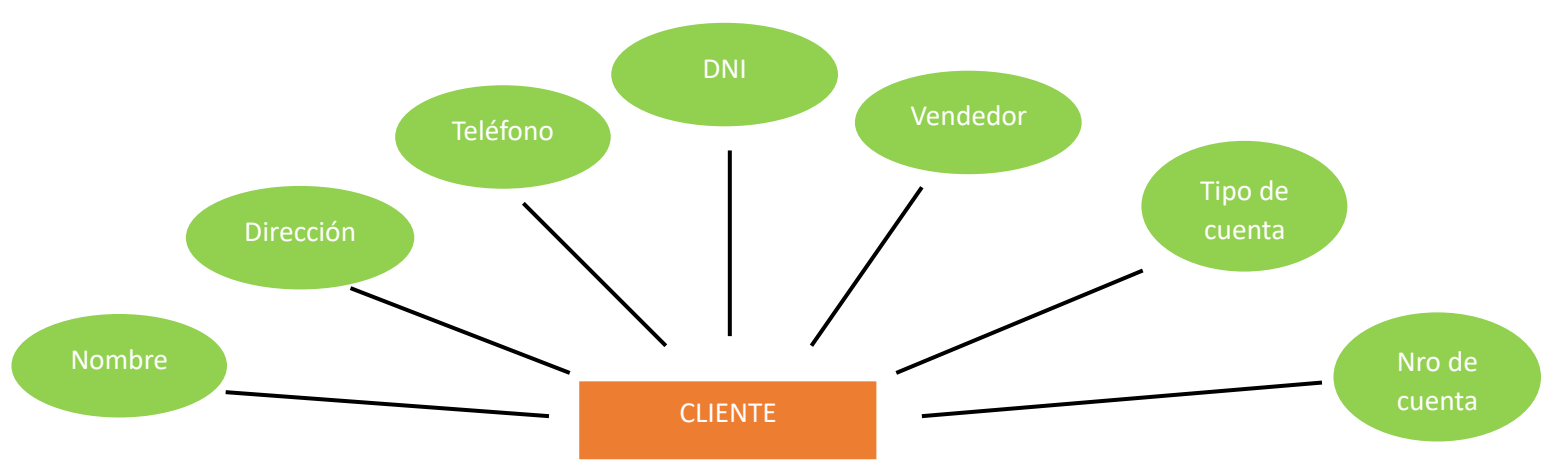 DNI
Vendedor
Teléfono
Tipo de
cuenta
Dirección
Nombre
Nro de
cuenta
CLIENTE